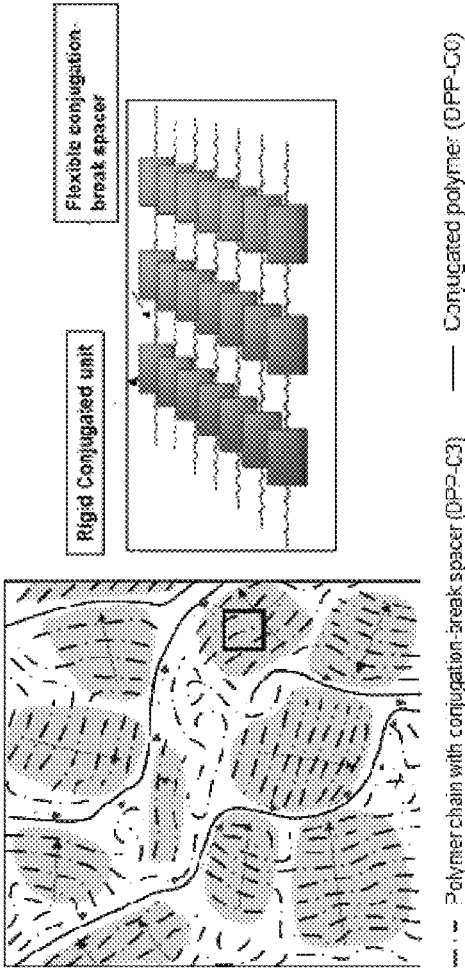 Rigid Conjugated unit
Flexible conjugation-
break spacer
Polymer chain with conjugation-break spacer (DPP-C3)
Conjugated polymer (DPP-C0)